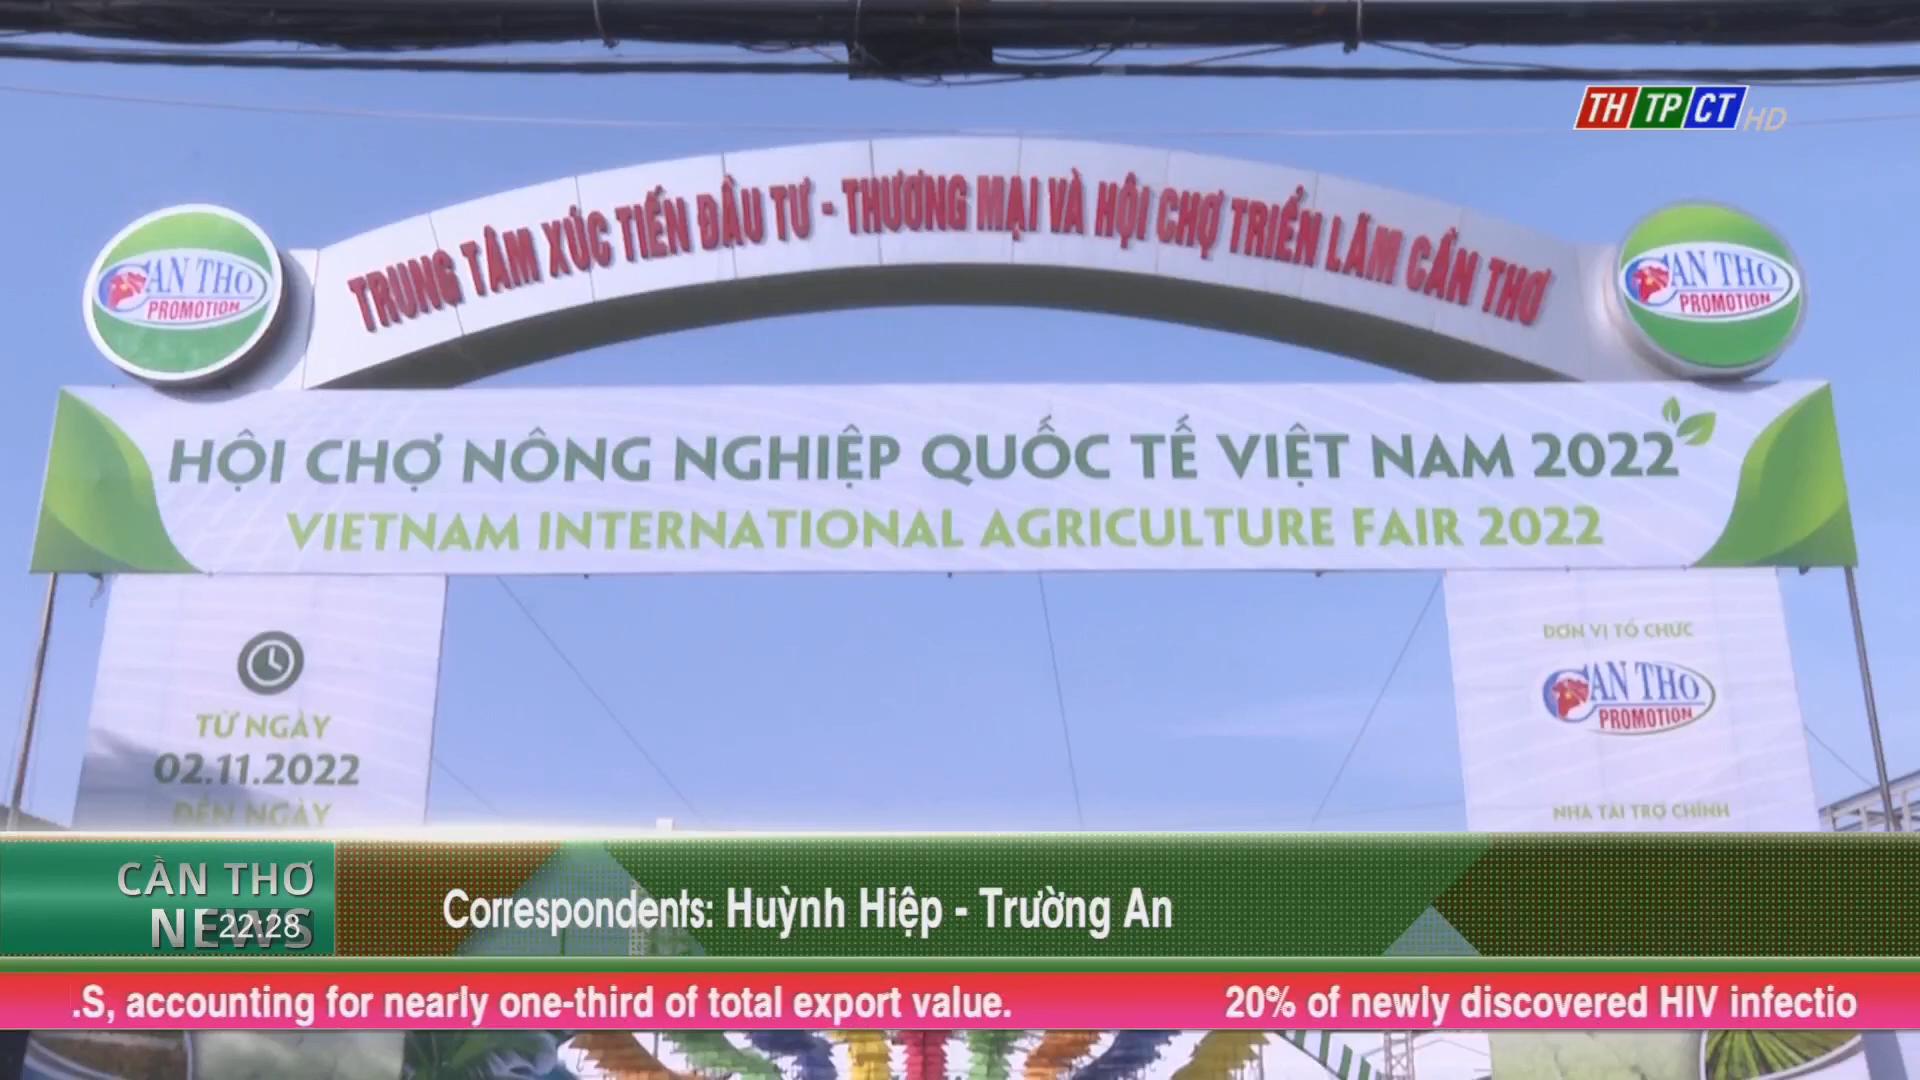 TH TP CT HD
TRUNG TÂM XÚC TIẾN ĐẦU TƯ - THƯƠNG MẠI VÀ HỘI CHỢ TRIỂN LÃM CẦN THƠ
CAN THO
PROMOTION
CAN THO
PROMOTION
HỘI CHỢ NÔNG NGHIỆP QUỐC TẾ VIỆT NAM 2022
VIETNAM INTERNATIONAL AGRICULTURE FAIR 2022
TỪ NGÀY
02.11.2022
ĐẾN NGÀY
ĐƠN VỊ TỔ CHỨC
CAN THO
PROMOTION
NHÀ TÀI TRỢ CHÍNH
CẦN THƠ
NEWS
22:28
Correspondents: Huỳnh Hiệp - Trường An
.S, accounting for nearly one-third of total export value.
20% of newly discovered HIV infectio